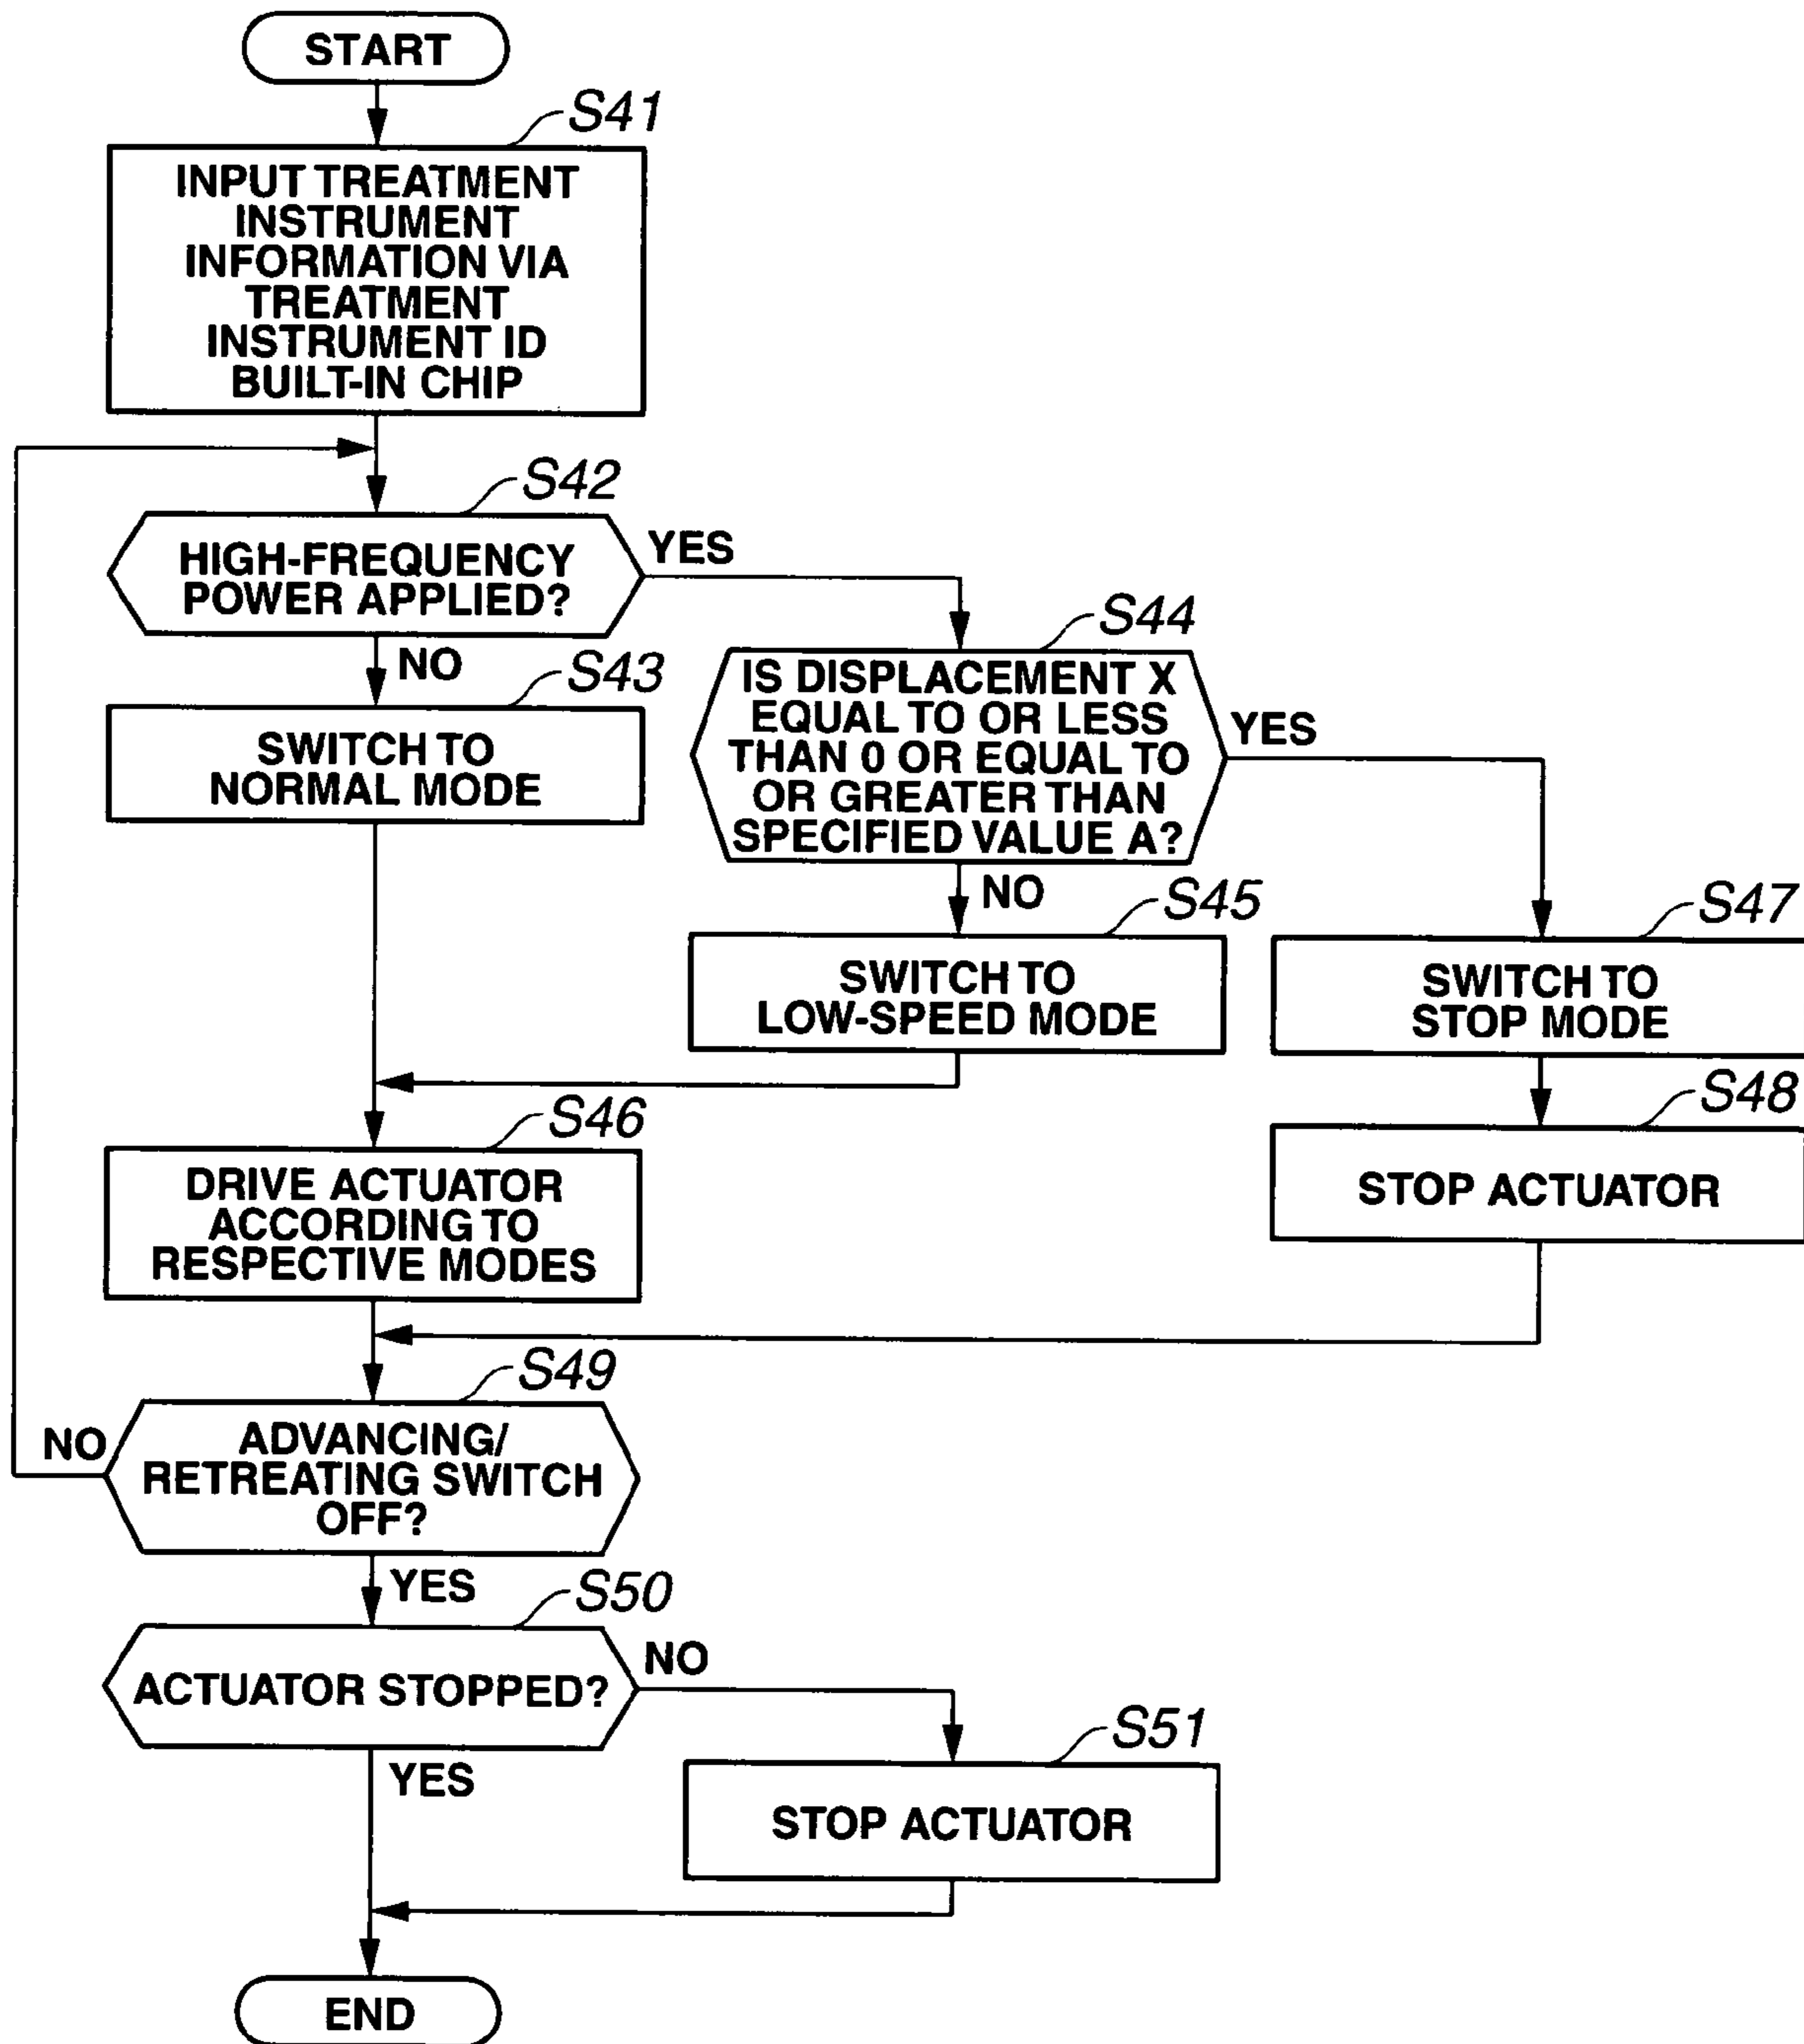 START
S41
INPUT TREATMENT
INSTRUMENT
INFORMATION VIA
TREATMENT
INSTRUMENT ID
BUILT-IN CHIP
S42
HIGH-FREQUENCY
POWER APPLIED?
YES
NO
S43
SWITCH TO
NORMAL MODE
S44
IS DISPLACEMENT X
EQUAL TO OR LESS
THAN 0 OR EQUAL TO
OR GREATER THAN
SPECIFIED VALUE A?
YES
NO
S45
SWITCH TO
LOW-SPEED MODE
S47
SWITCH TO
STOP MODE
S48
STOP ACTUATOR
S46
DRIVE ACTUATOR
ACCORDING TO
RESPECTIVE MODES
S49
NO
ADVANCING/
RETREATING SWITCH
OFF?
YES
S50
ACTUATOR STOPPED?
NO
YES
S51
STOP ACTUATOR
END